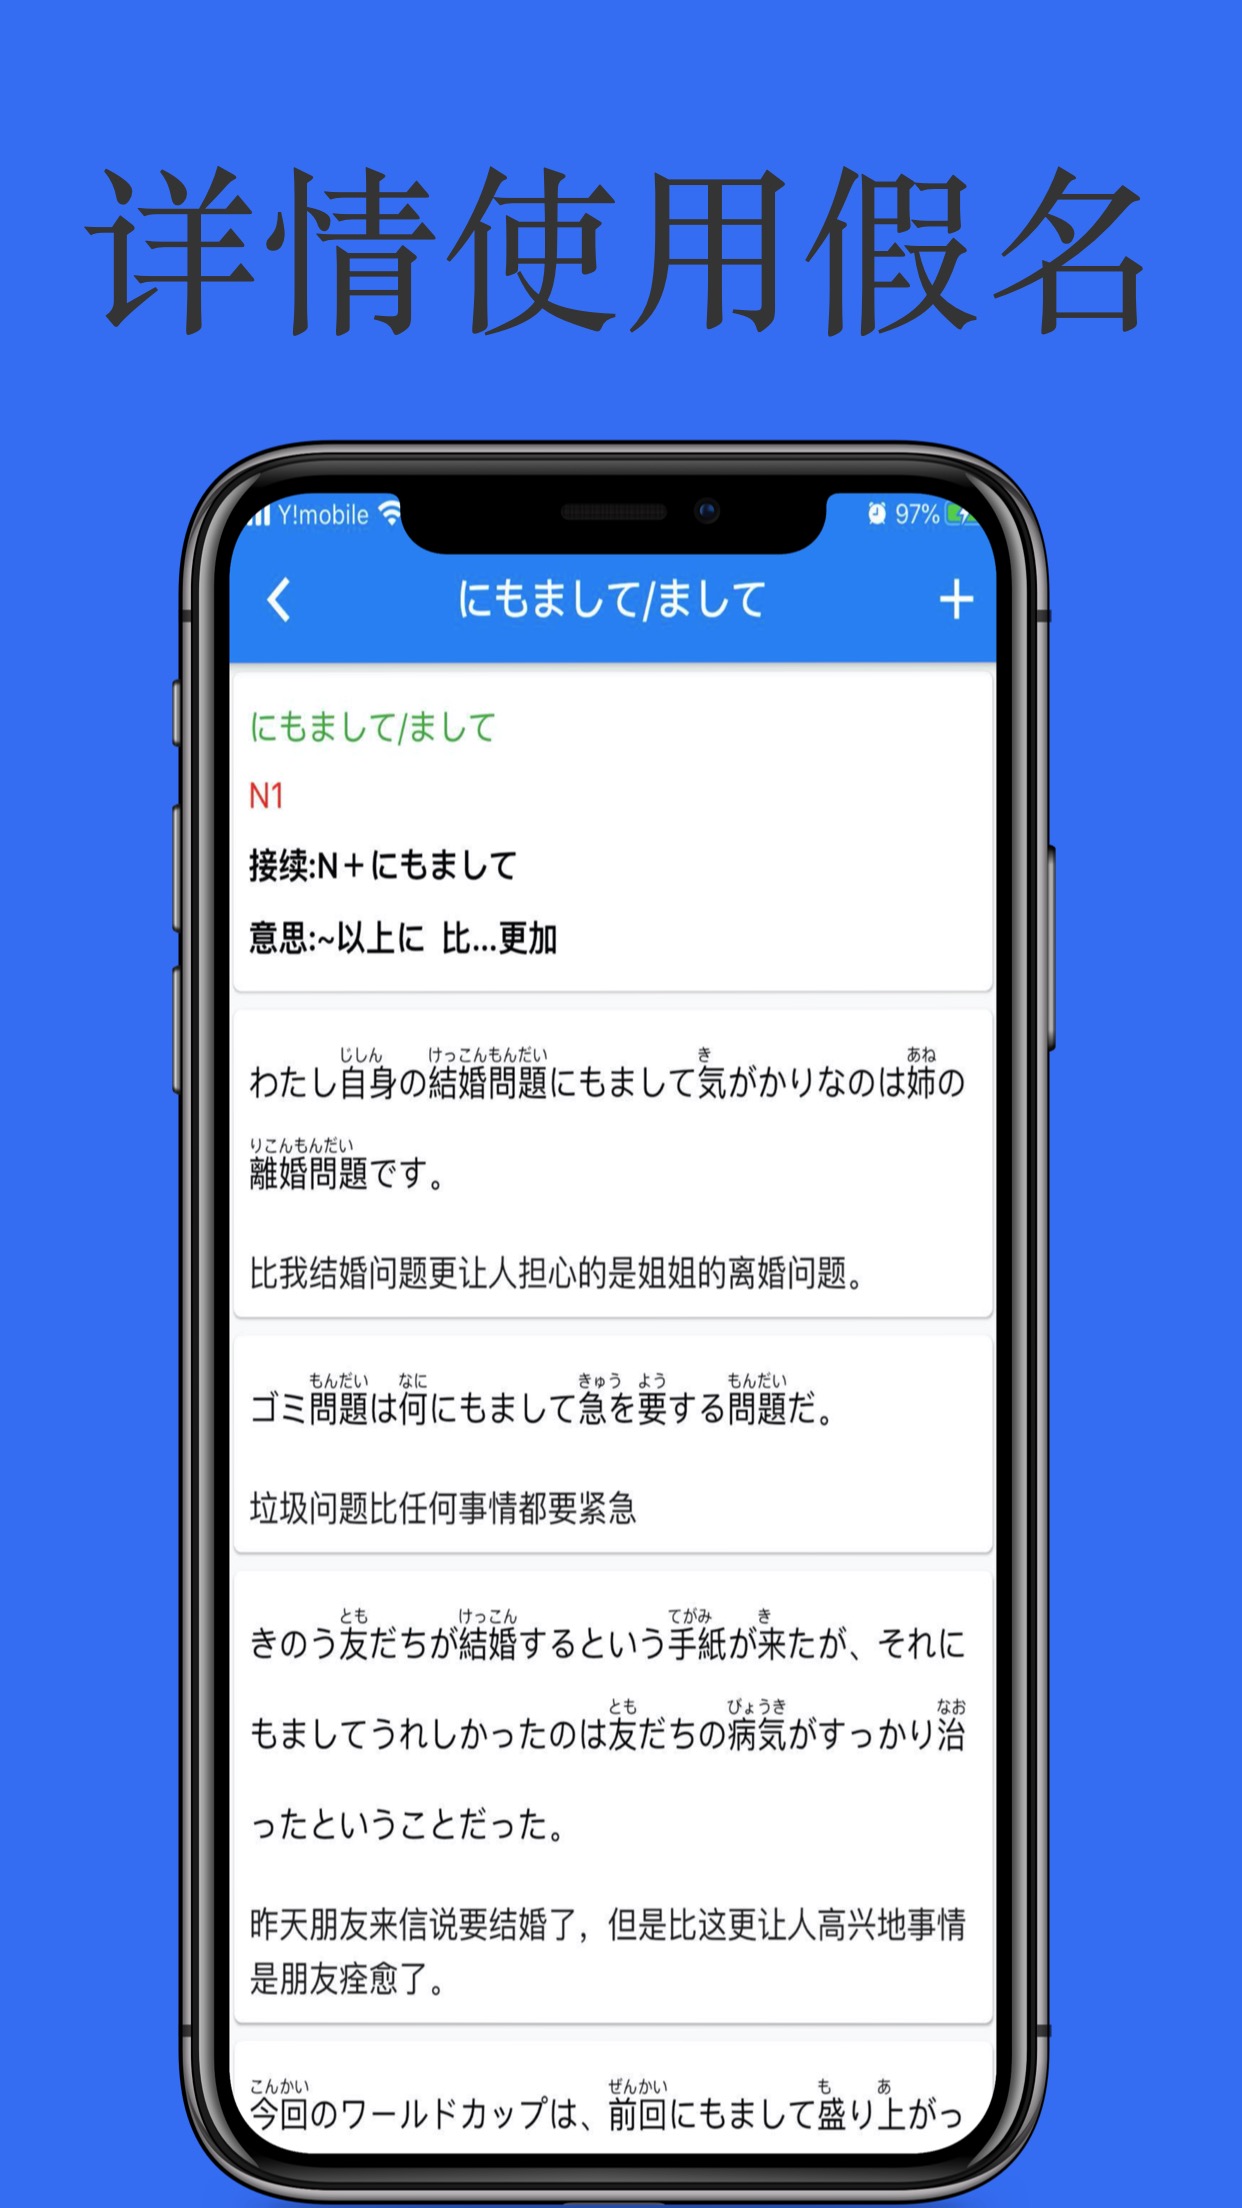 详情使用假名
Y!mobile 97%
にもまして/まして
にもまして/まして
N1
接续:N＋にもまして
意思:~以上に 比...更加
じしん けっこんもんだい き あね
わたし自身の結婚問題にもまして気がかりなのは姉の
りこんもんだい
離婚問題です。
比我结婚问题更让人担心的是姐姐的离婚问题。
もんだい なに きゅう よう もんだい
ゴミ問題は何にもまして急を要する問題だ。
垃圾问题比任何事情都要紧急
とも けっこん てがみ き
きのう友だちが結婚するという手紙が来たが、それに
とも びょうき なお
もましてうれしかったのは友だちの病気がすっかり治
ったということだった。
昨天朋友来信说要结婚了，但是比这更让人高兴地事情
是朋友痊愈了。
こんかい ぜんかい も あ
今回のワールドカップは、前回にもまして盛り上がっ